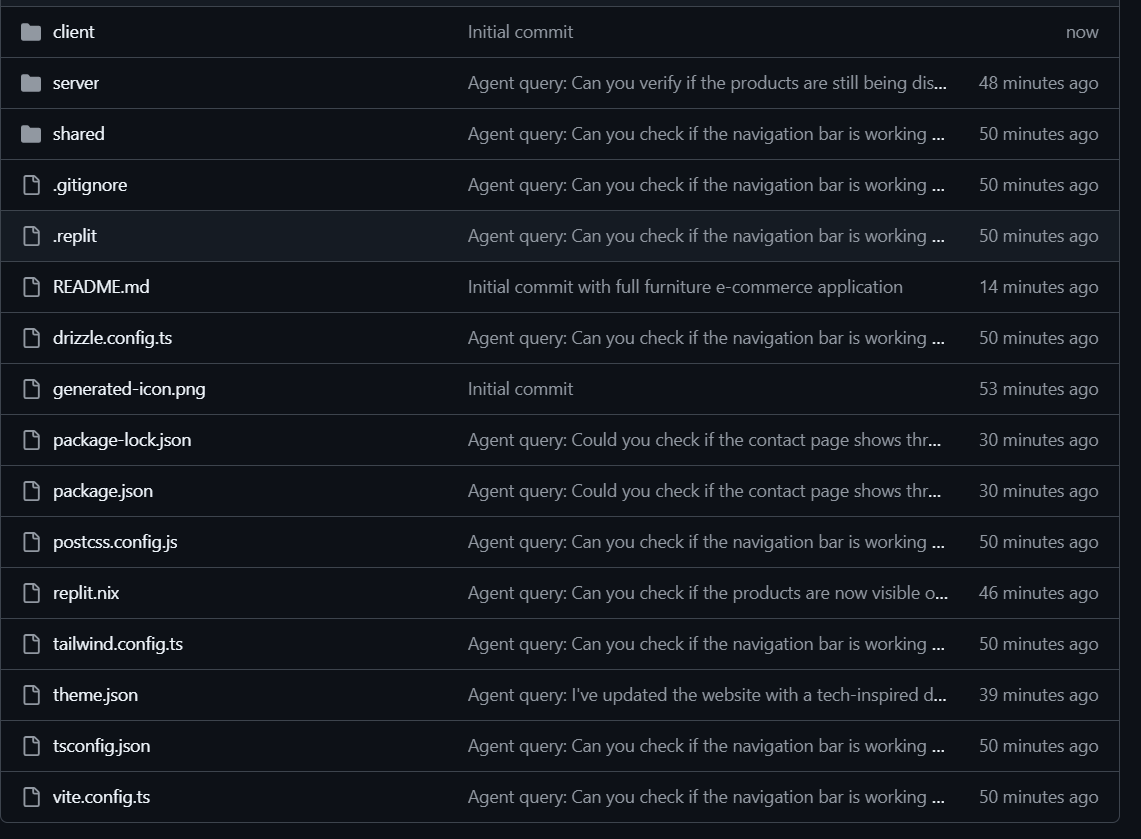 client Initial commit now
server Agent query: Can you verify if the products are still being dis... 48 minutes ago
shared Agent query: Can you check if the navigation bar is working ... 50 minutes ago
.gitignore Agent query: Can you check if the navigation bar is working ... 50 minutes ago
.replit Agent query: Can you check if the navigation bar is working ... 50 minutes ago
README.md Initial commit with full furniture e-commerce application 14 minutes ago
drizzle.config.ts Agent query: Can you check if the navigation bar is working ... 50 minutes ago
generated-icon.png Initial commit 53 minutes ago
package-lock.json Agent query: Could you check if the contact page shows thr... 30 minutes ago
package.json Agent query: Could you check if the contact page shows thr... 30 minutes ago
postcss.config.js Agent query: Can you check if the navigation bar is working ... 50 minutes ago
replit.nix Agent query: Can you check if the products are now visible o... 46 minutes ago
tailwind.config.ts Agent query: Can you check if the navigation bar is working ... 50 minutes ago
theme.json Agent query: I've updated the website with a tech-inspired d... 39 minutes ago
tsconfig.json Agent query: Can you check if the navigation bar is working ... 50 minutes ago
vite.config.ts Agent query: Can you check if the navigation bar is working ... 50 minutes ago